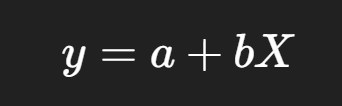 y = a + bX